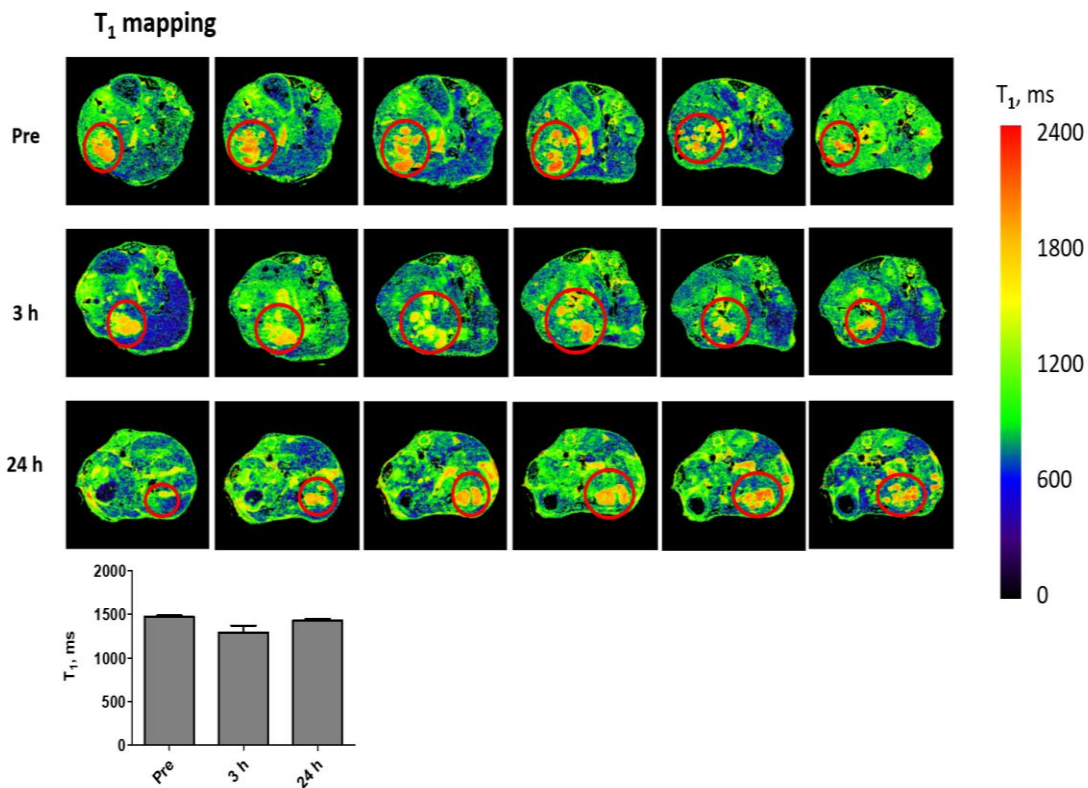 T₁ mapping
Pre
3 h
24 h
T₁, ms
2400
1800
1200
600
0
T₁, ms
2000
1500
1000
500
0
Pre
3 h
24 h